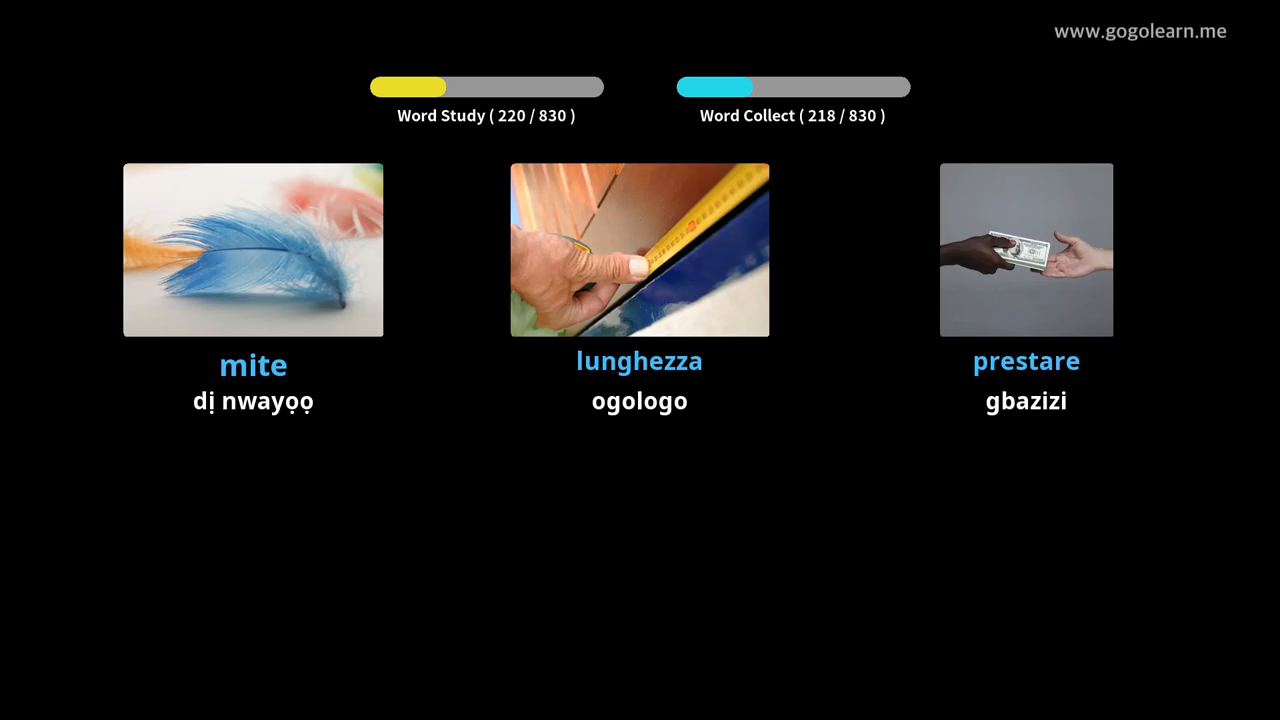 www.gogolearn.me
Word Study ( 220 / 830 )
Word Collect ( 218 / 830 )
mite
dị nwayọọ
lunghezza
ogologo
prestare
gbazizi